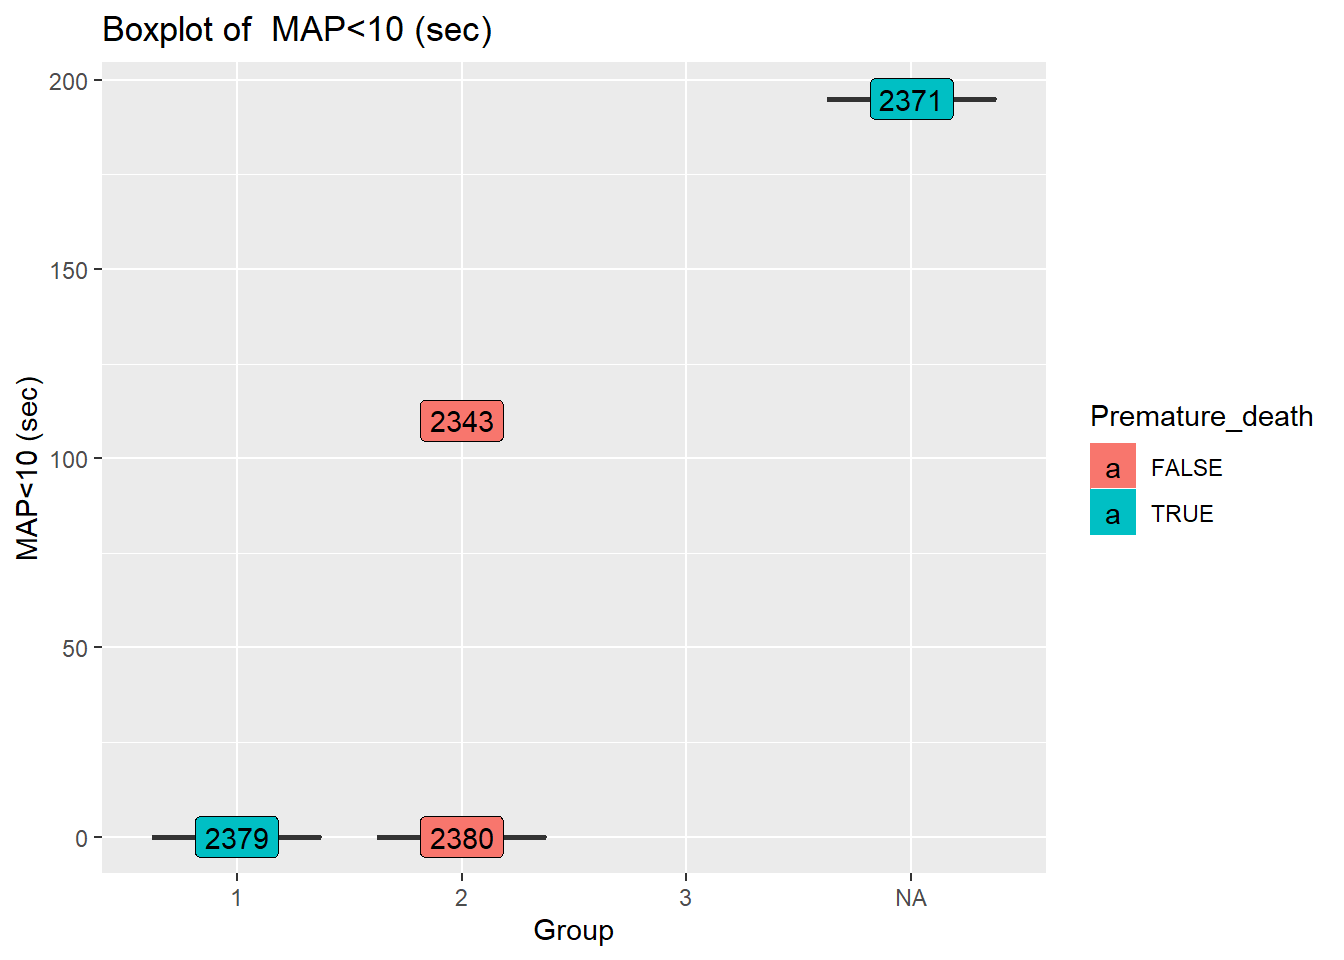 Boxplot of  MAP<10 (sec)
200
150
100
50
0
MAP<10 (sec)
2371
2343
2379
2380
1
2
3
NA
Group
Premature_death
a FALSE
a TRUE